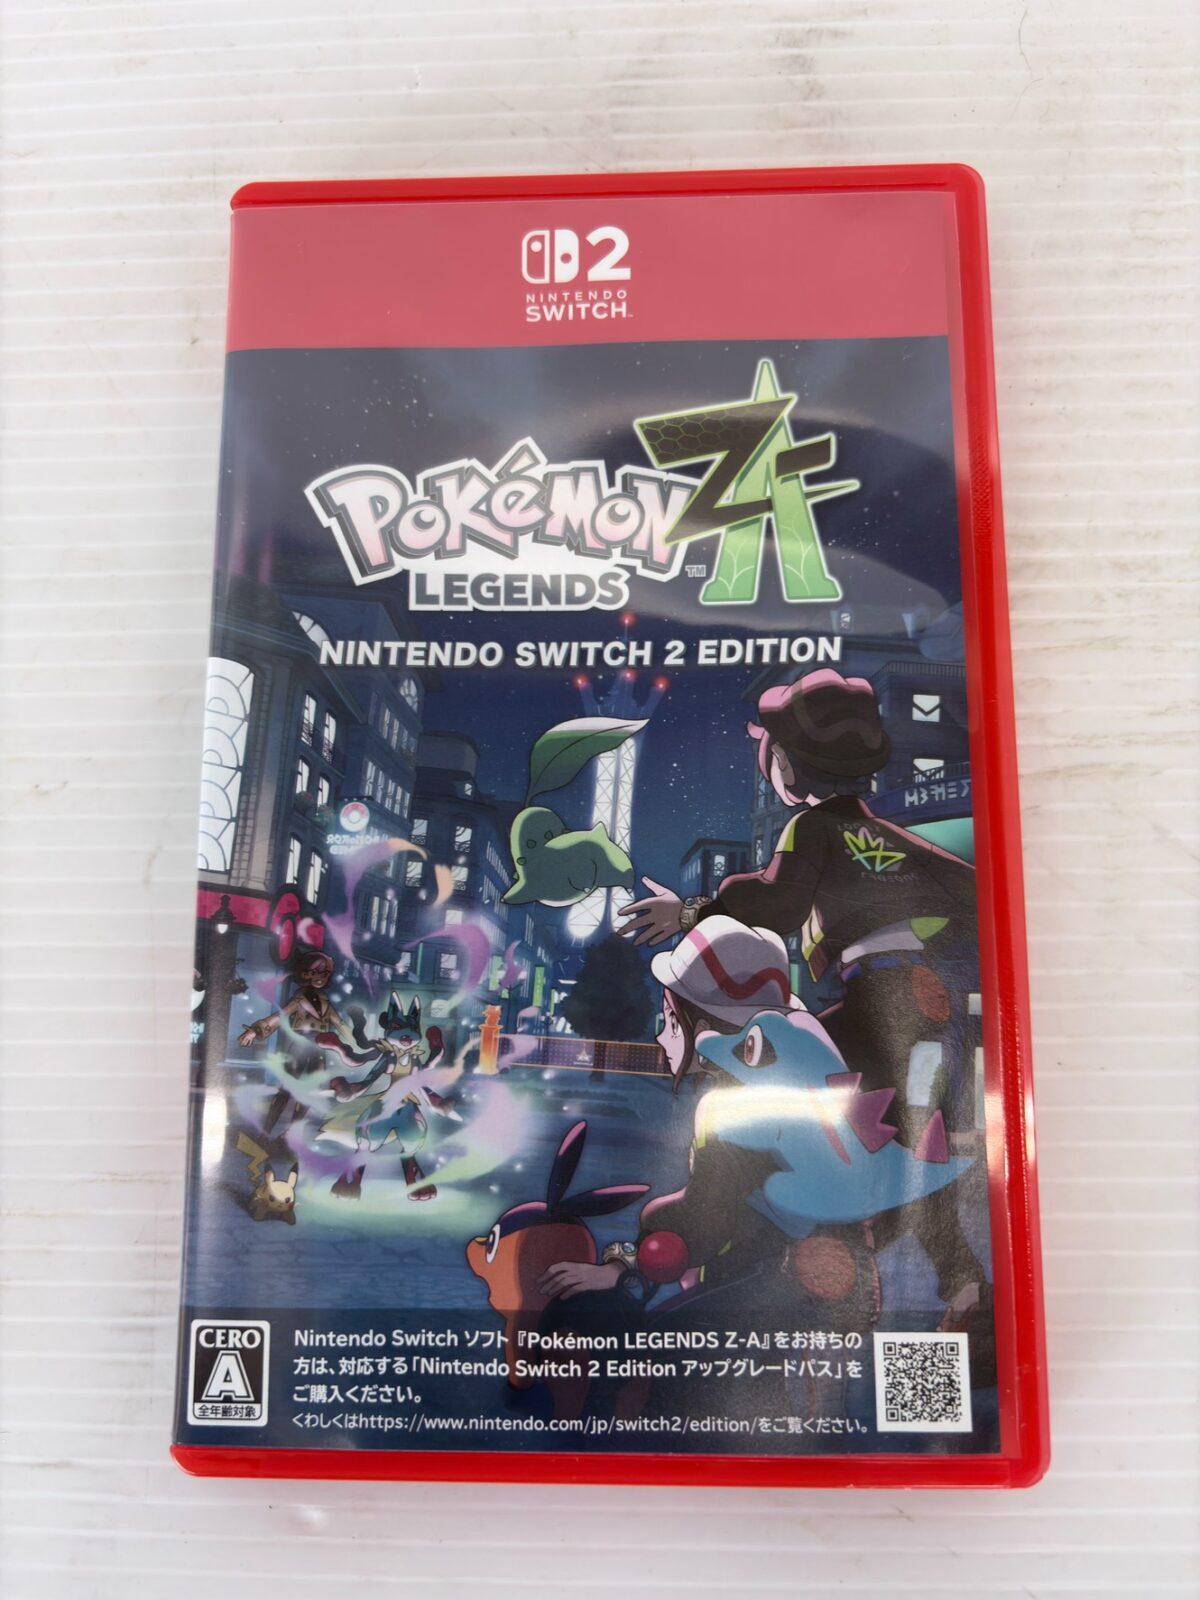 2
NINTENDO
SWITCH™
POKÉMON ZA
LEGENDS™
NINTENDO SWITCH 2 EDITION
CERO
A
全年齢対象
Nintendo Switch ソフト『Pokémon LEGENDS Z-A』をお持ちの
方は、対応する「Nintendo Switch 2 Edition アップグレードパス」を
ご購入ください。
くわしくはhttps://www.nintendo.com/jp/switch2/edition/をご覧ください。